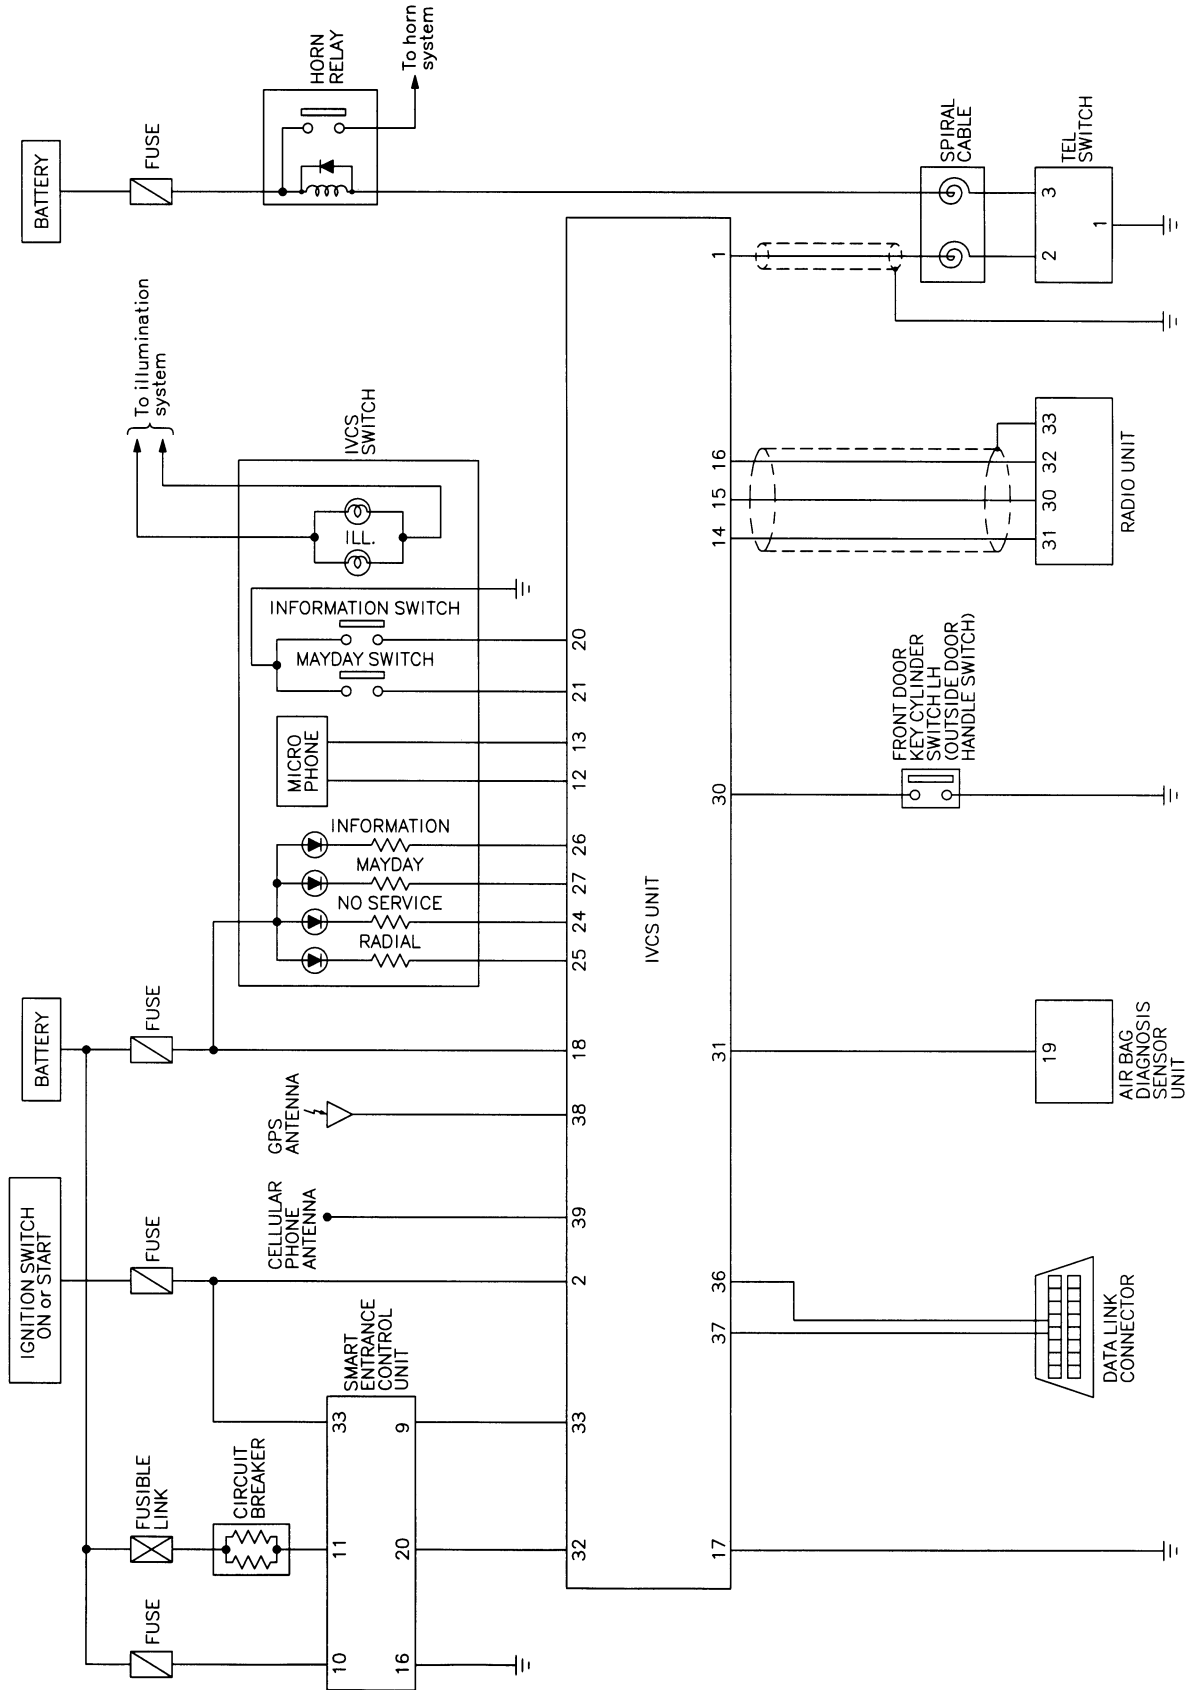 BATTERY
FUSE
HORN
RELAY
To horn
system
To illumination
system
IVCS
SWITCH
ILL.
INFORMATION SWITCH
MAYDAY SWITCH
MICRO
PHONE
INFORMATION
MAYDAY
NO SERVICE
RADIAL
BATTERY
FUSE
GPS
ANTENNA
CELLULAR
PHONE
ANTENNA
IGNITION SWITCH
ON or START
FUSE
SMART
ENTRANCE
CONTROL
UNIT
33
9
11
20
10
16
FUSIBLE
LINK
CIRCUIT
BREAKER
FUSE
32
33
2
39
38
18
25
24
27
26
12
13
21
20
IVCS UNIT
17
37
36
31
30
14
15
16
1
DATA LINK
CONNECTOR
19
AIR BAG
DIAGNOSIS
SENSOR
UNIT
FRONT DOOR
KEY CYLINDER
SWITCH LH
(OUTSIDE DOOR
HANDLE SWITCH)
31
30
32
33
RADIO UNIT
SPIRAL
CABLE
TEL
SWITCH
2
3
1